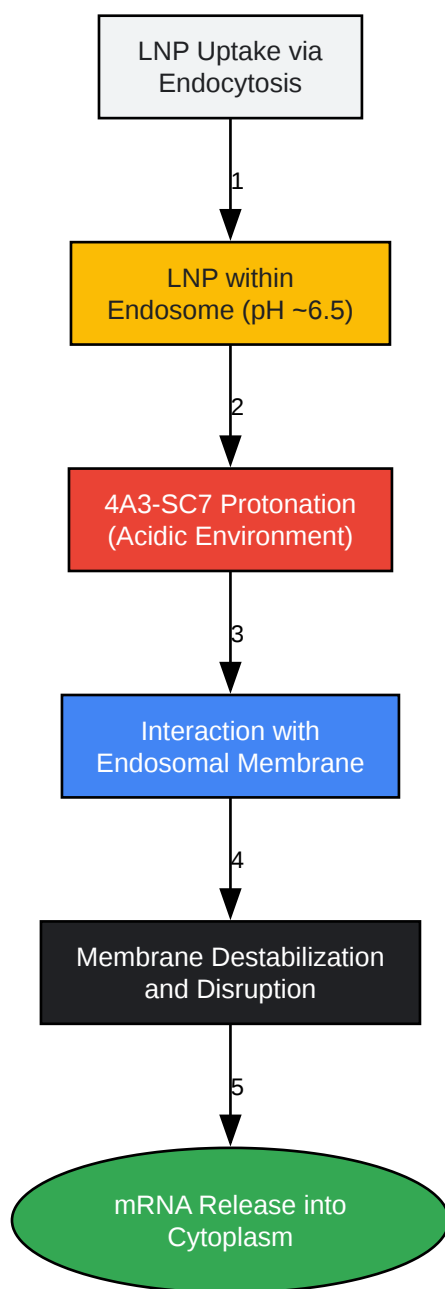 LNP Uptake via
Endocytosis
1
LNP within
Endosome (pH ~6.5)
2
4A3-SC7 Protonation
(Acidic Environment)
3
Interaction with
Endosomal Membrane
4
Membrane Destabilization
and Disruption
5
mRNA Release into
Cytoplasm